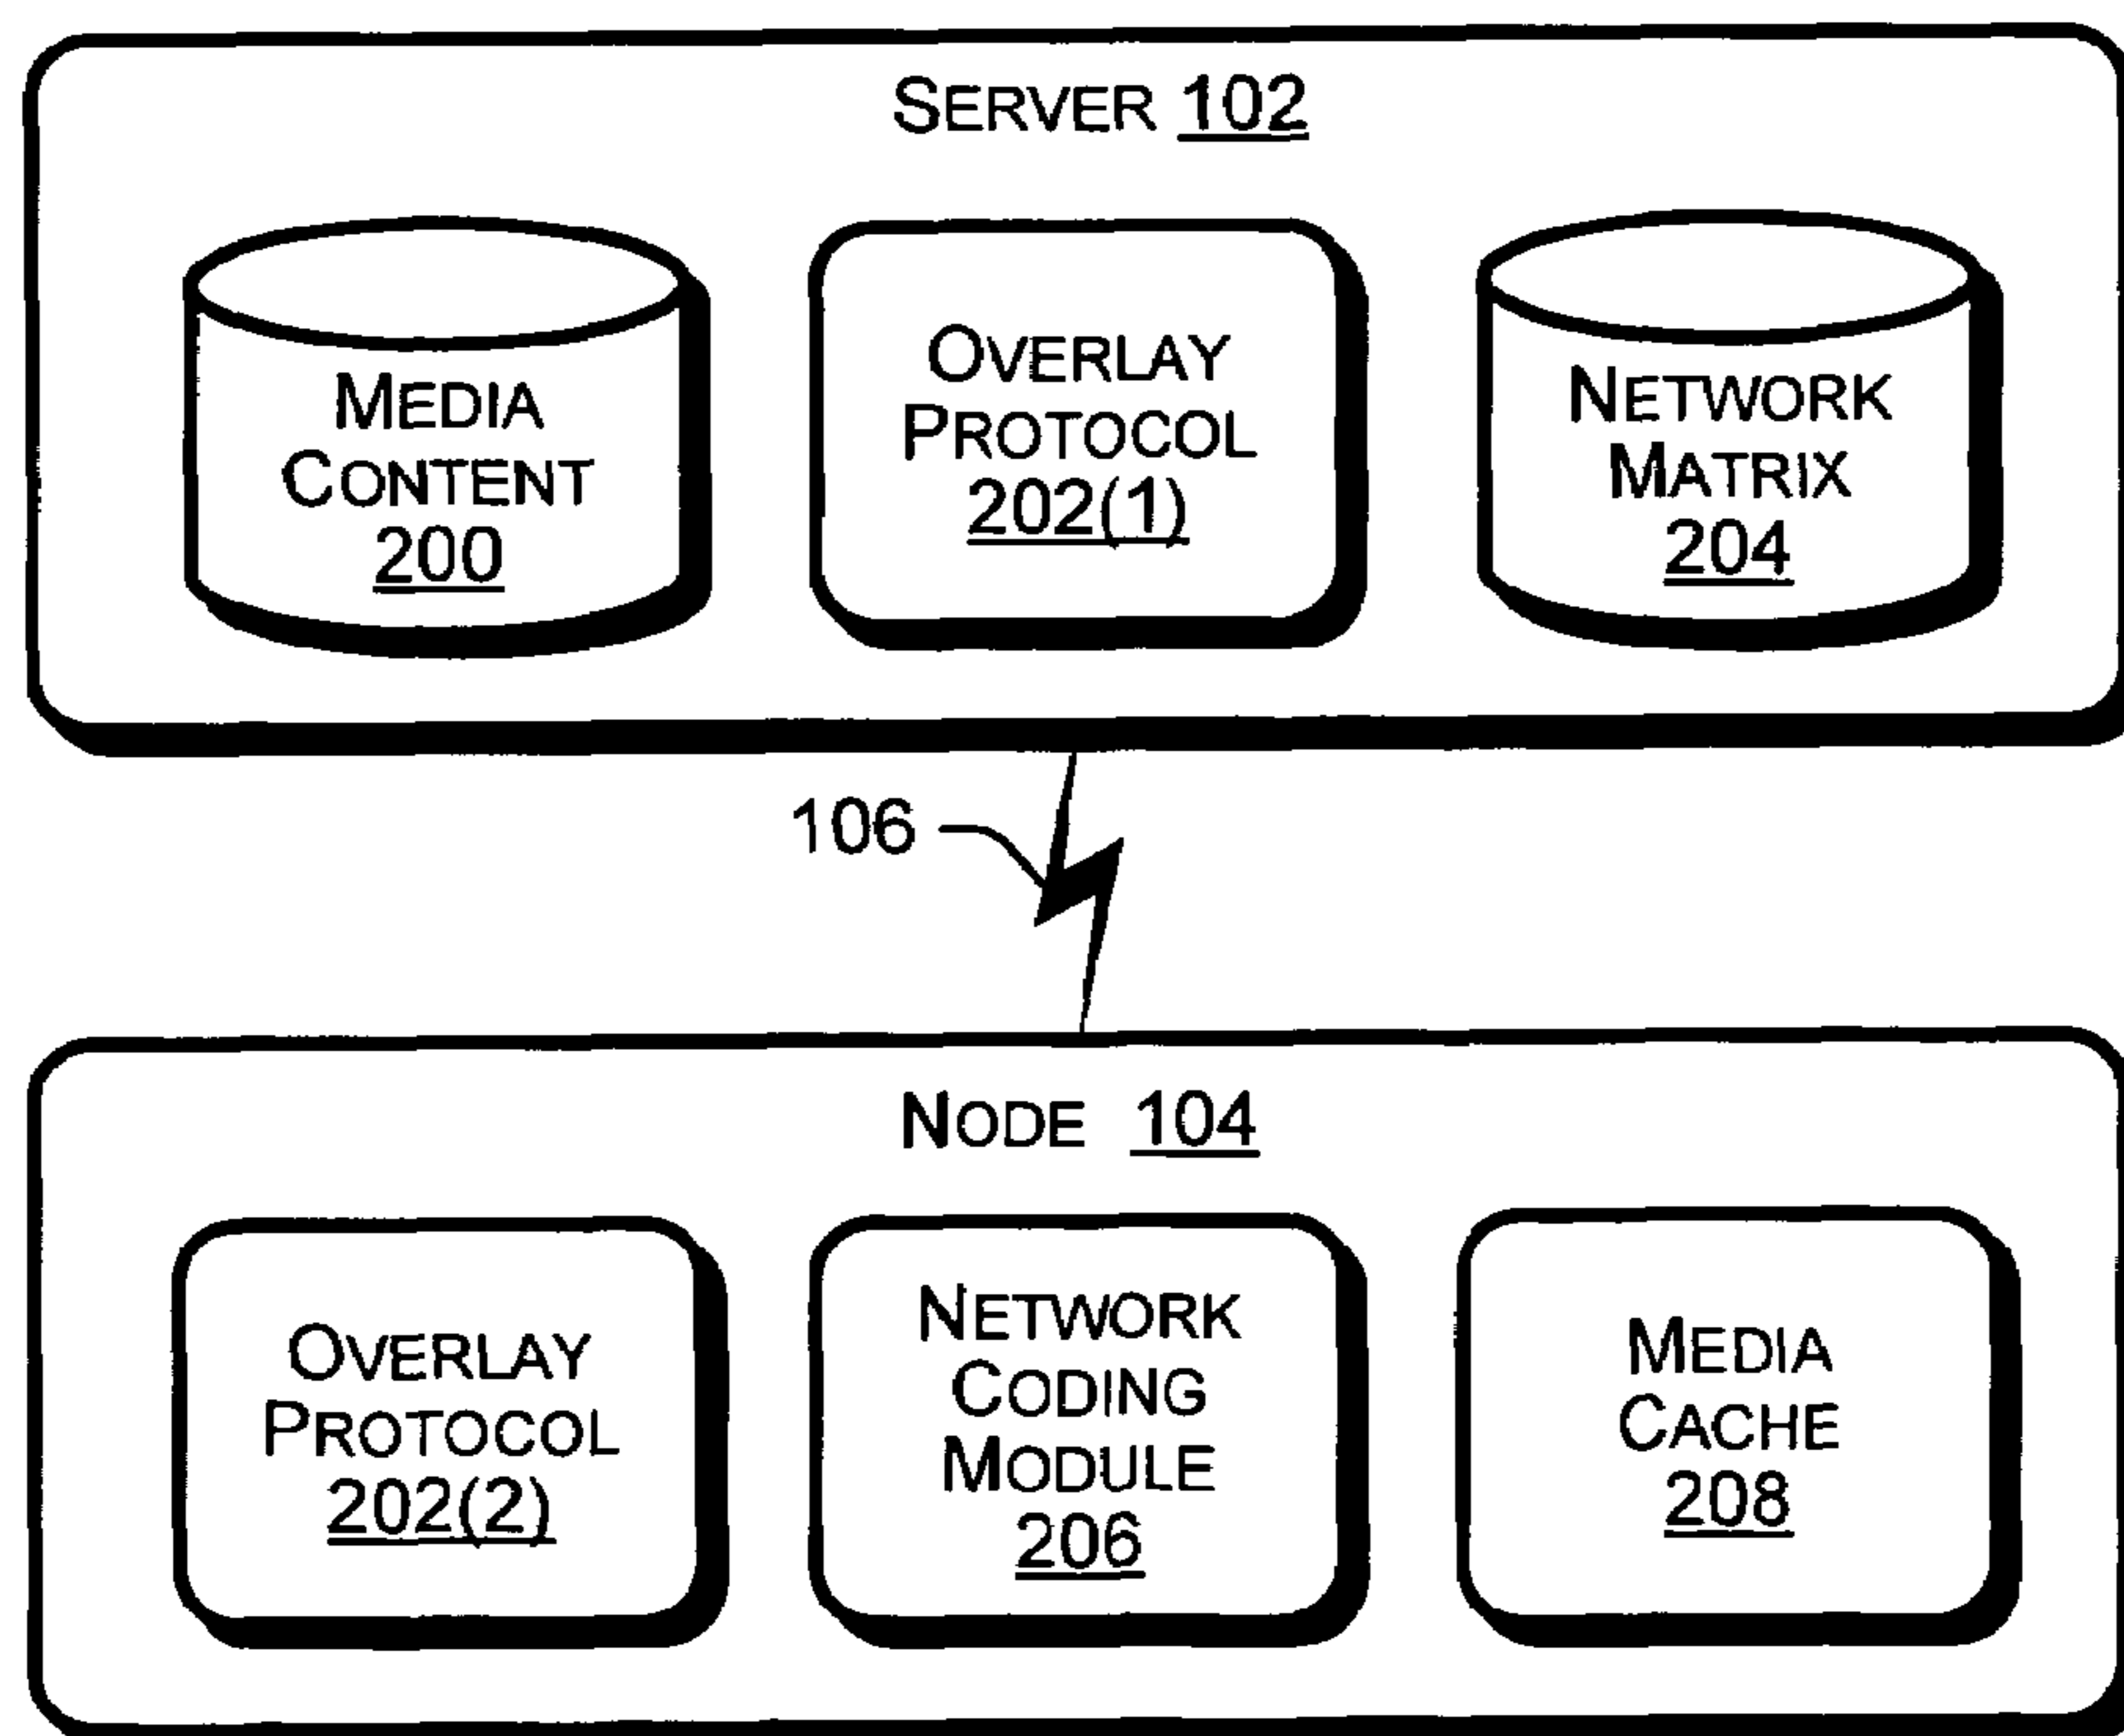 SERVER 102
MEDIA
CONTENT
200
OVERLAY
PROTOCOL
202(1)
NETWORK
MATRIX
204
106
NODE 104
OVERLAY
PROTOCOL
202(2)
NETWORK
CODING
MODULE
206
MEDIA
CACHE
208